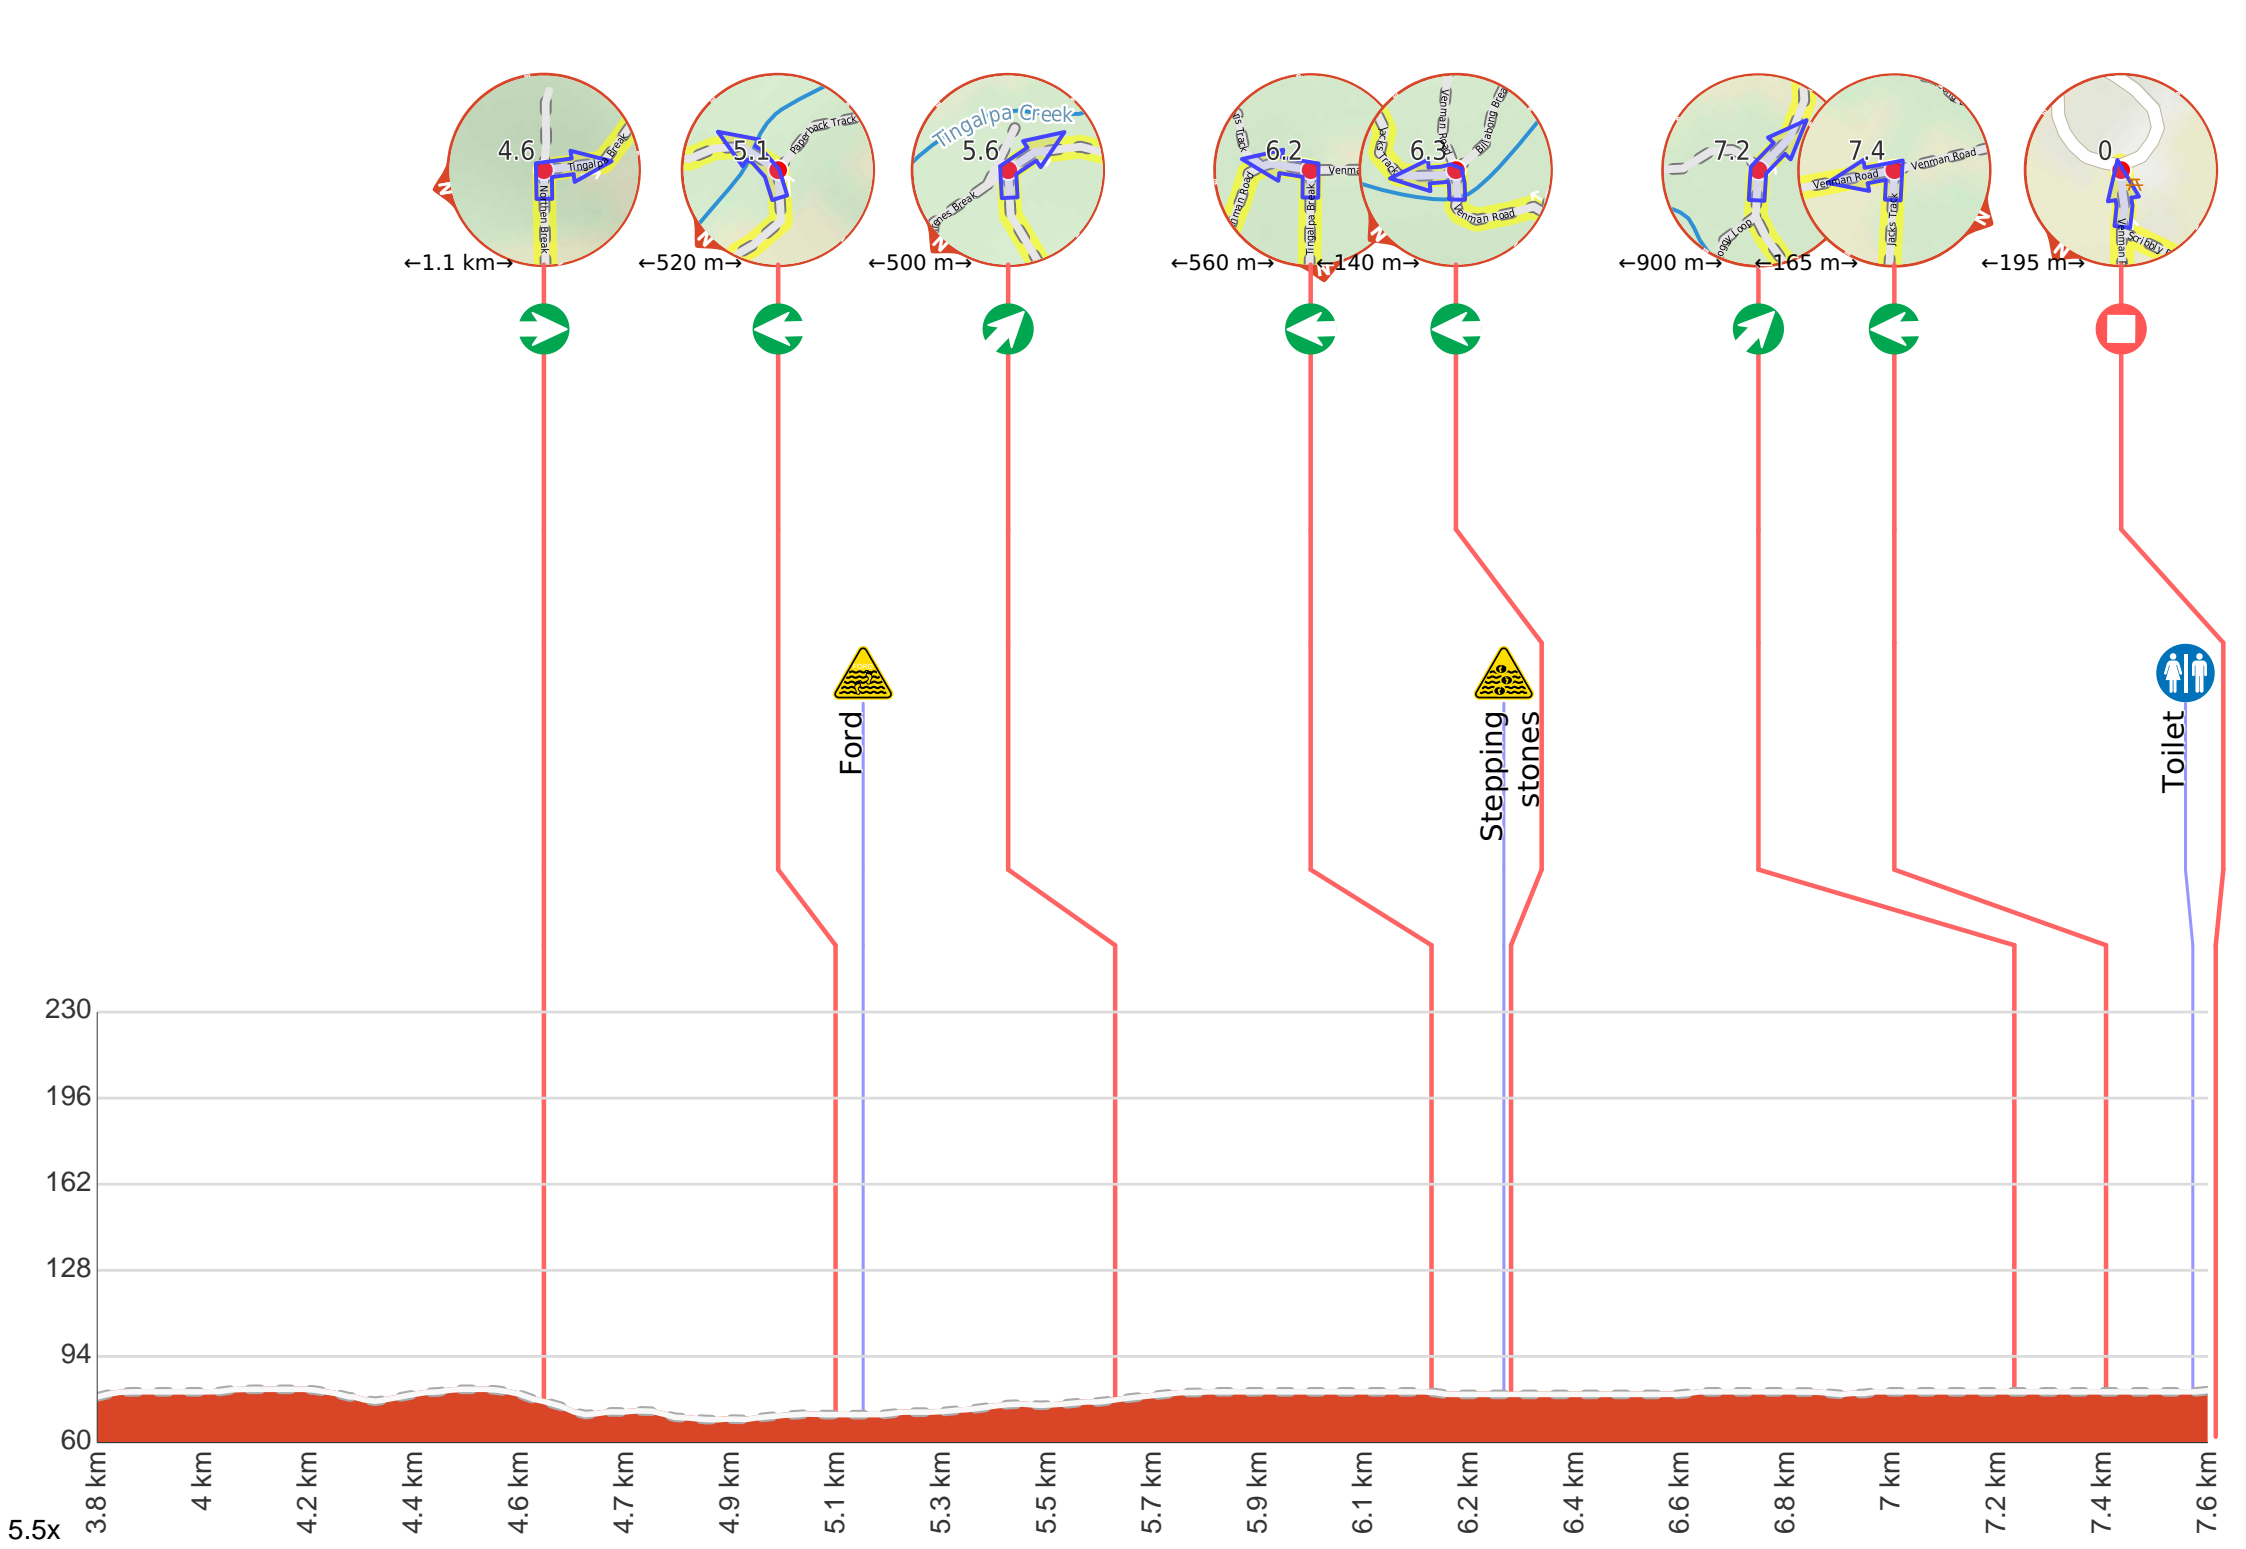 4.6
Northen Break
Tingalpa Break
N
←1.1 km→
5.1
Paperback Track
N
←520 m→
Tingalpa Creek
5.6
N
←500 m→
6.2
Tingalpa Break
N
←560 m→
6.3
Venman Road
Venman Road
N
←140 m→
7.2
←900 m→
7.4
Venman Road
Venman Road
Jacks Track
N
←165 m→
0
Scribbly
N
←195 m→
Ford
Stepping
stones
Toilet
230
196
162
128
94
60
3.8 km
4 km
4.2 km
4.4 km
4.6 km
4.7 km
4.9 km
5.1 km
5.3 km
5.5 km
5.7 km
5.9 km
6.1 km
6.2 km
6.4 km
6.6 km
6.8 km
7 km
7.2 km
7.4 km
7.6 km
5.5x